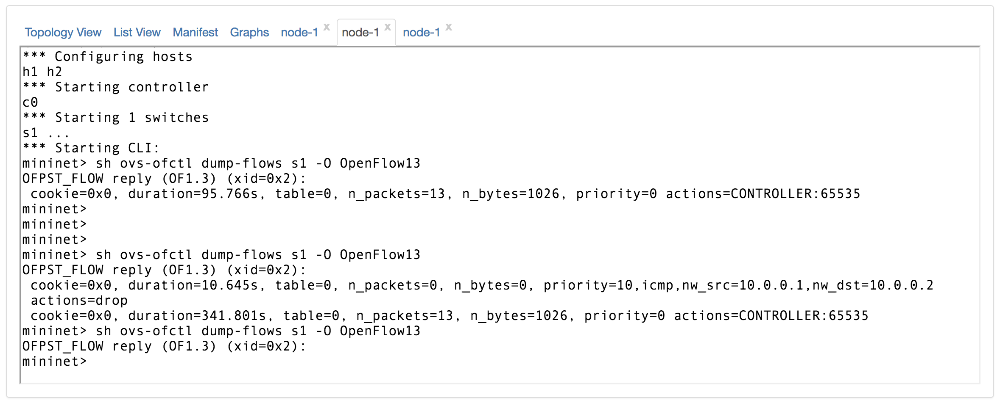 Topology View List View Manifest Graphs node-1 x node-1 x node-1 x
*** Configuring hosts
h1 h2
*** Starting controller
c0
*** Starting 1 switches
s1 ...
*** Starting CLI:
mininet> sh ovs-ofctl dump-flows s1 -O OpenFlow13
OFPST_FLOW reply (OF1.3) (xid=0x2):
 cookie=0x0, duration=95.766s, table=0, n_packets=13, n_bytes=1026, priority=0 actions=CONTROLLER:65535
mininet>
mininet>
mininet>
mininet> sh ovs-ofctl dump-flows s1 -O OpenFlow13
OFPST_FLOW reply (OF1.3) (xid=0x2):
 cookie=0x0, duration=10.645s, table=0, n_packets=0, n_bytes=0, priority=10,icmp,nw_src=10.0.0.1,nw_dst=10.0.0.2
 actions=drop
 cookie=0x0, duration=341.801s, table=0, n_packets=13, n_bytes=1026, priority=0 actions=CONTROLLER:65535
mininet> sh ovs-ofctl dump-flows s1 -O OpenFlow13
OFPST_FLOW reply (OF1.3) (xid=0x2):
mininet>